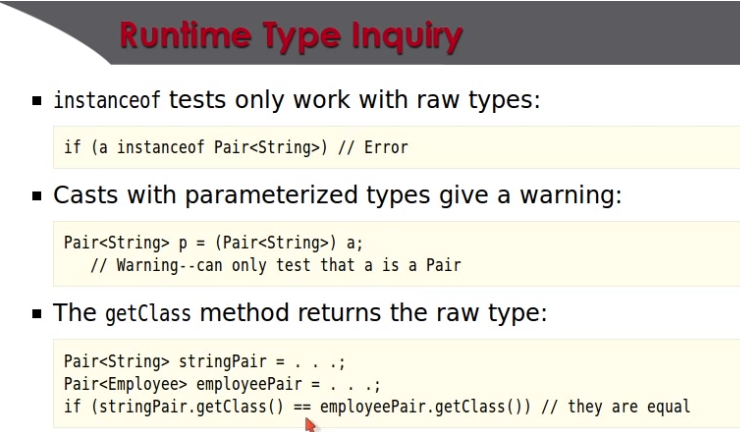 Runtime Type Inquiry
instanceof tests only work with raw types:
if (a instanceof Pair<String>) // Error
Casts with parameterized types give a warning:
Pair<String> p = (Pair<String>) a;
// Warning--can only test that a is a Pair
The getClass method returns the raw type:
Pair<String> stringPair = . . .;
Pair<Employee> employeePair = . . .;
if (stringPair.getClass() == employeePair.getClass()) // they are equal